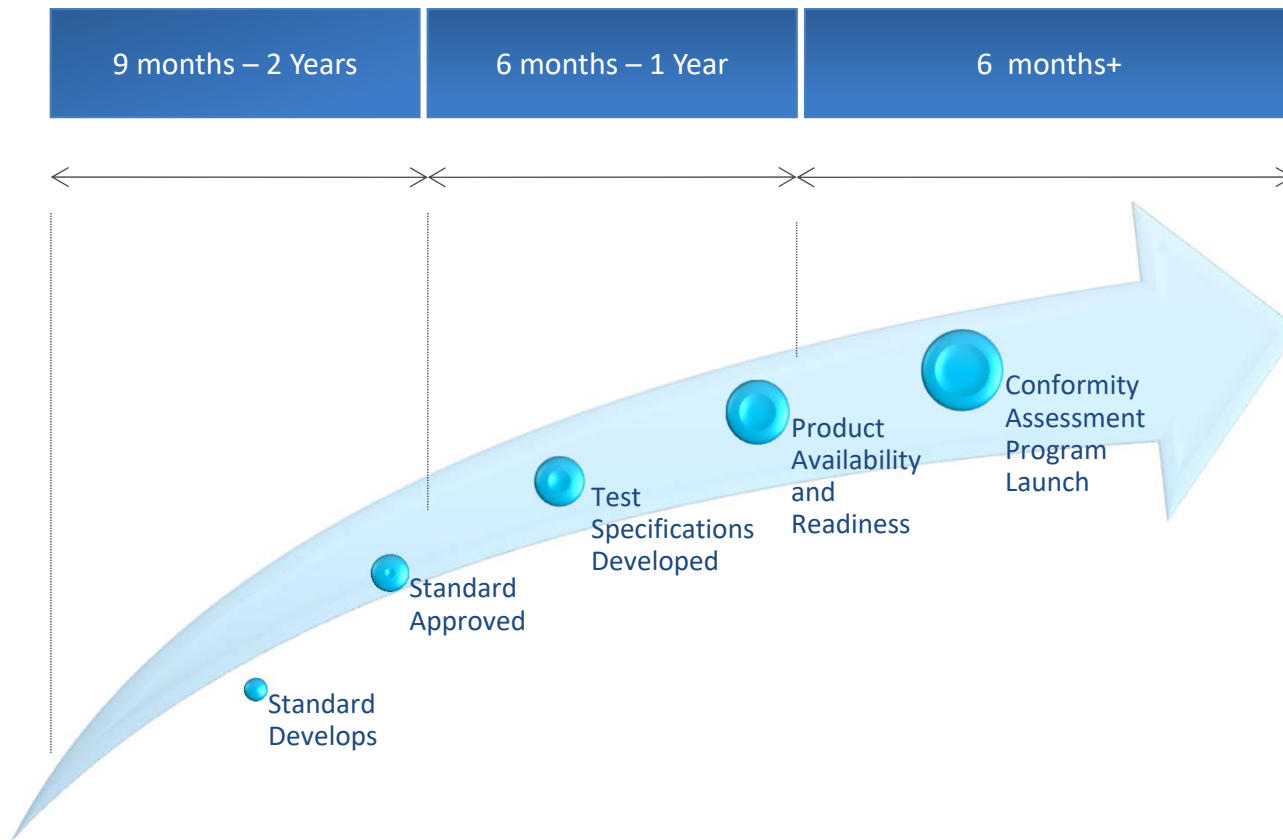 9 months – 2 Years
6 months – 1 Year
6  months+
Conformity
Assessment
Program
Launch
Product
Availability
and
Readiness
Test
Specifications
Developed
Standard
Approved
Standard
Develops